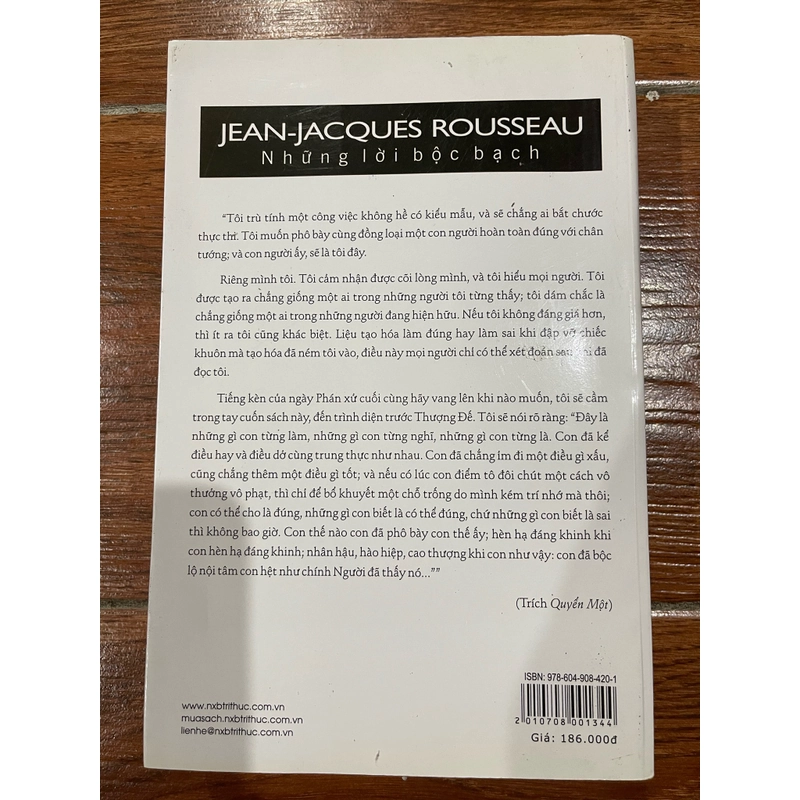 JEAN-JACQUES ROUSSEAU
Những lời bộc bạch
“Tôi trù tính một công việc không hề có kiểu mẫu, và sẽ chẳng ai bắt chước
thực thi. Tôi muốn phô bày cùng đồng loại một con người hoàn toàn đúng với chân
tướng; và con người ấy, sẽ là tôi đây.
Riêng mình tôi. Tôi cảm nhận được cõi lòng mình, và tôi hiểu mọi người. Tôi
được tạo ra chẳng giống một ai trong những người tôi từng thấy; tôi dám chắc là
chẳng giống một ai trong những người đang hiện hữu. Nếu tôi không đáng giá hơn,
thì ít ra tôi cũng khác biệt. Liệu tạo hóa làm đúng hay làm sai khi đập vỡ chiếc
khuôn mà tạo hóa đã ném tôi vào, điều này mọi người chỉ có thể xét đoán sau khi đã
đọc tôi.
Tiếng kèn của ngày Phán xử cuối cùng hãy vang lên khi nào muốn, tôi sẽ cầm
trong tay cuốn sách này, đến trình diện trước Thượng Đế. Tôi sẽ nói rõ ràng: “Đây là
những gì con từng làm, những gì con từng nghĩ, những gì con từng là. Con đã kể
điều hay và điều dở cùng trung thực như nhau. Con đã chẳng ỉm đi một điều gì xấu,
cũng chẳng thêm một điều gì tốt; và nếu có lúc con điểm tô đôi chút một cách vô
thưởng vô phạt, thì chỉ để bổ khuyết một chỗ trống do mình kém trí nhớ mà thôi;
con có thể cho là đúng, những gì con biết là có thể đúng, chứ những gì con biết là sai
thì không bao giờ. Con thế nào con đã phô bày con thế ấy; hèn hạ đáng khinh khi
con hèn hạ đáng khinh; nhân hậu, hào hiệp, cao thượng khi con như vậy: con đã bộc
lộ nội tâm con hệt như chính Người đã thấy nó...””
(Trích Quyển Một)
ISBN: 978-604-908-420-1
2 010708 001344
Giá: 186.000đ
www.nxbtrithuc.com.vn
muasach.nxbtrithuc.com.vn
lienhe@nxbtrithuc.com.vn